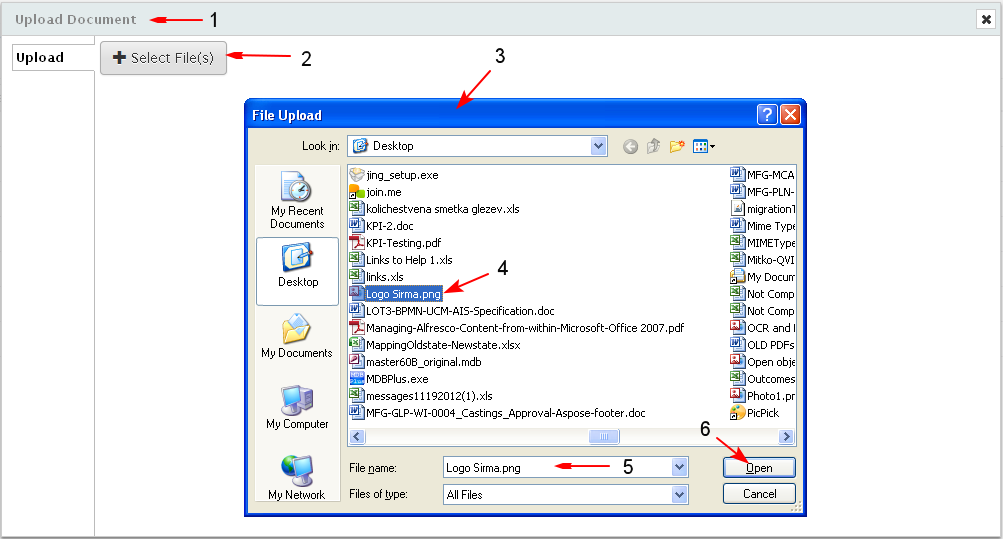 Upload Document 1
Upload
Select File(s) 2
3
File Upload
Look in: Desktop
My Recent Documents
Desktop
My Documents
My Computer
My Network
jing_setup.exe
join.me
kolichestvena smetka glezev.xls
KPI-2.doc
KPI-Testing.pdf
Links to Help 1.xls
links.xls
Logo Sirma.png 4
LOT3-BPMN-UCM-AIS-Specification.doc
Managing-Alfresco-Content-from-within-Microsoft-Office 2007.pdf
MappingOldstate-Newstate.xlsx
master60B_original.mdb
MDBPlus.exe
messages11192012(1).xls
MFG-GLP-WI-0004_Castings_Approval-Aspose-footer.doc
MFG-MCA
MFG-PLN-
migrationT
Mime Type
MIMEType
Mitko-QVI
My Docum
Not Comp
Not Comp
OCR and
OLD PDFs
Open obje
Outcomes
Photo1.pr
PicPick
File name: Logo Sirma.png 5
6
Open
Files of type: All Files
Cancel